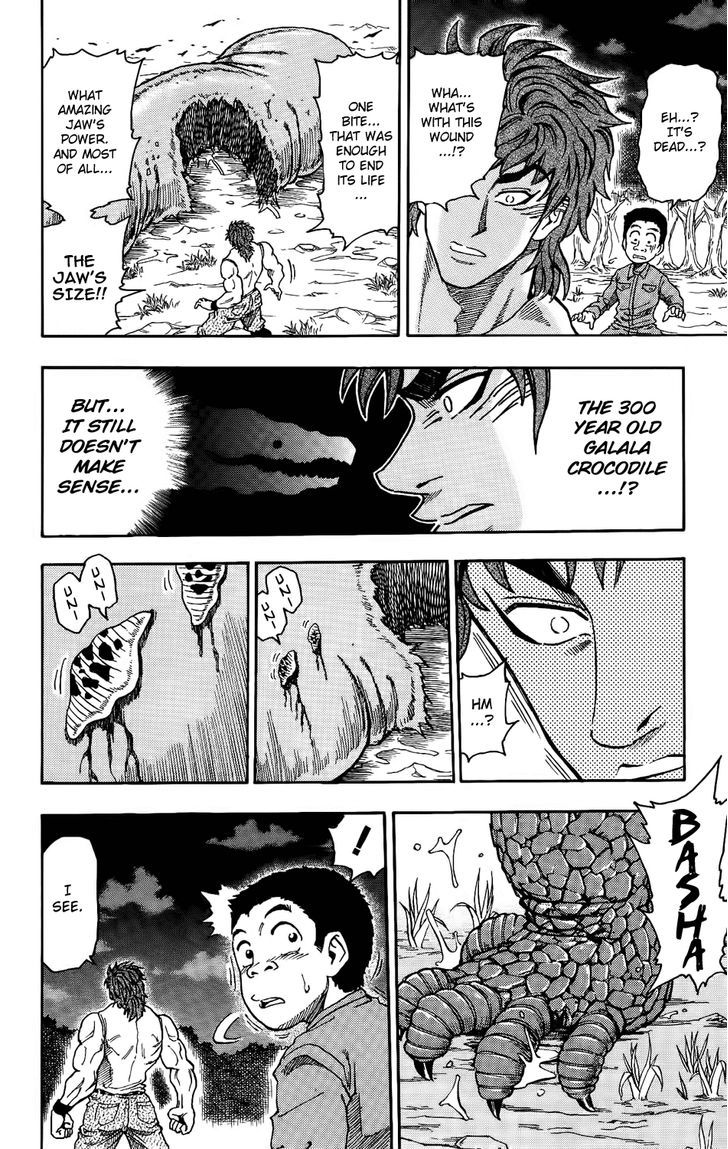 EH...?
IT'S
DEAD...?
WHA...
WHAT'S
WITH THIS
WOUND
...!?
ONE
BITE...
THAT WAS
ENOUGH
TO END
ITS LIFE
...
WHAT
AMAZING
JAW'S
POWER.
AND MOST
OF ALL...
THE
JAW'S
SIZE!!
THE 300
YEAR OLD
GALALA
CROCODILE
...!?
BUT...
IT STILL
DOESN'T
MAKE
SENSE...
HM
...?
UNI
UNI
UNI
UNI
BASHA
!
I
SEE.